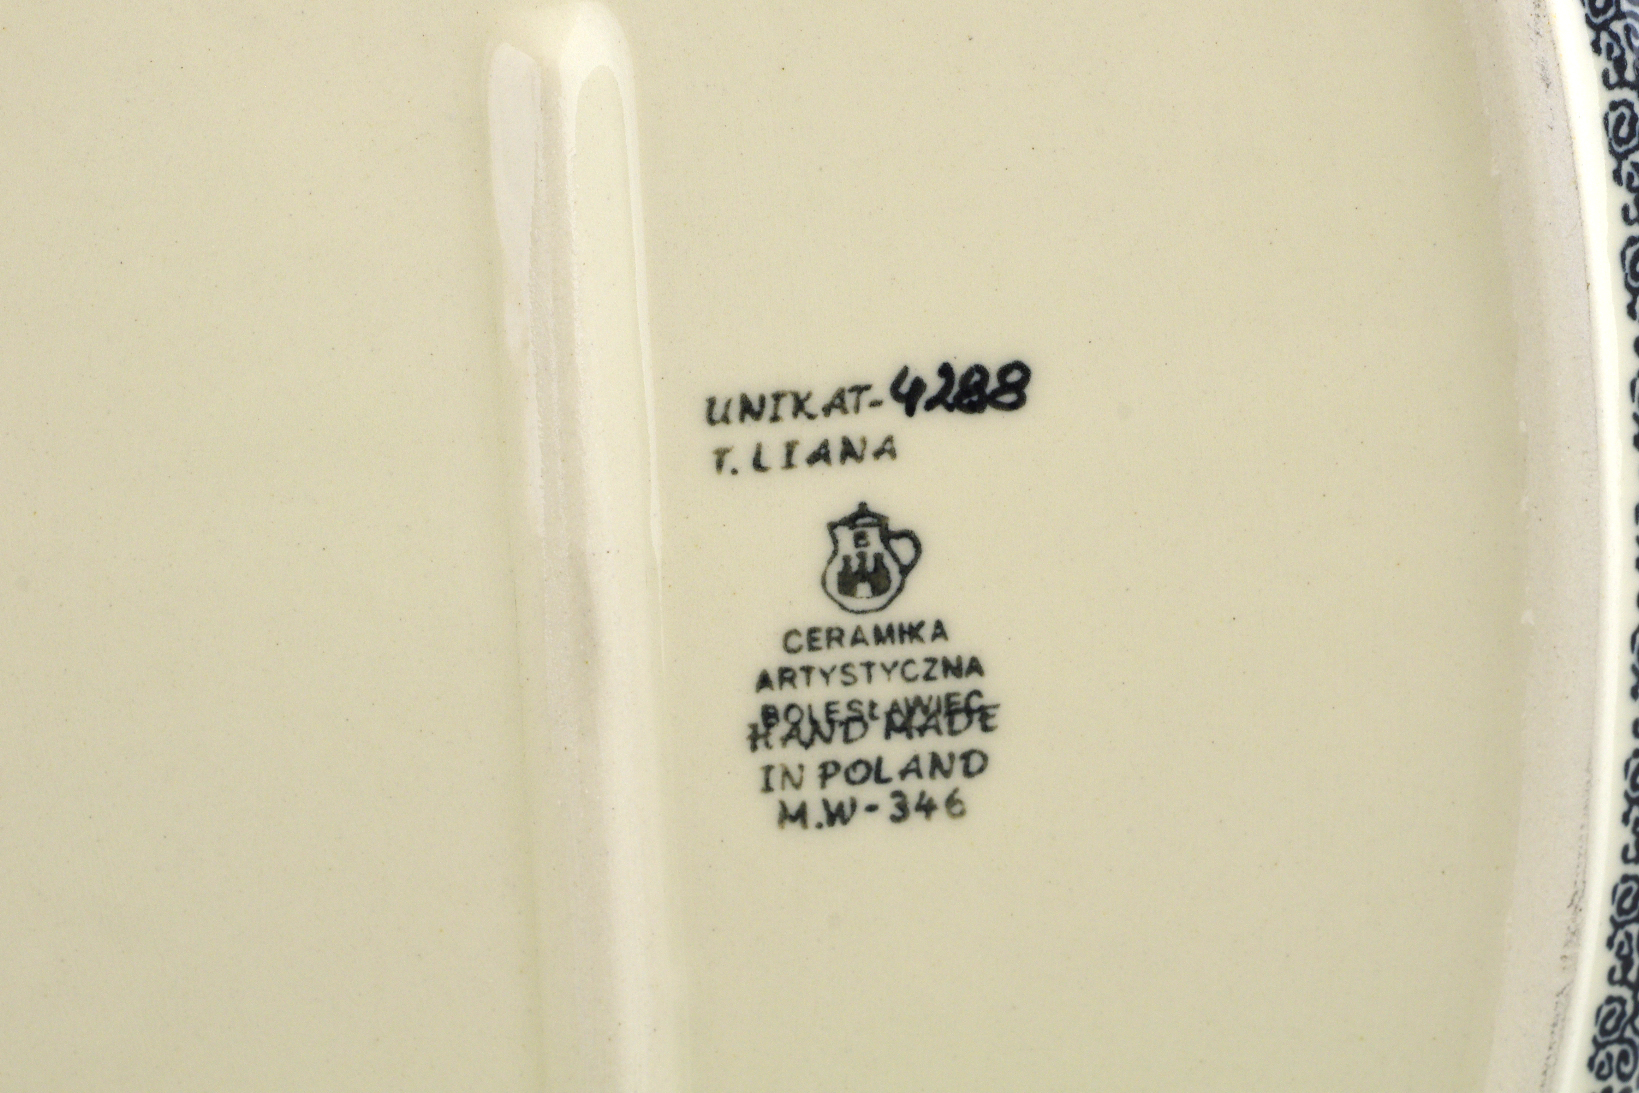 UNIKAT-4288
T. LIANA
B
CERAMIKA
ARTYSTYCZNA
BOLESŁAWIEC
HAND MADE
IN POLAND
M.W-346